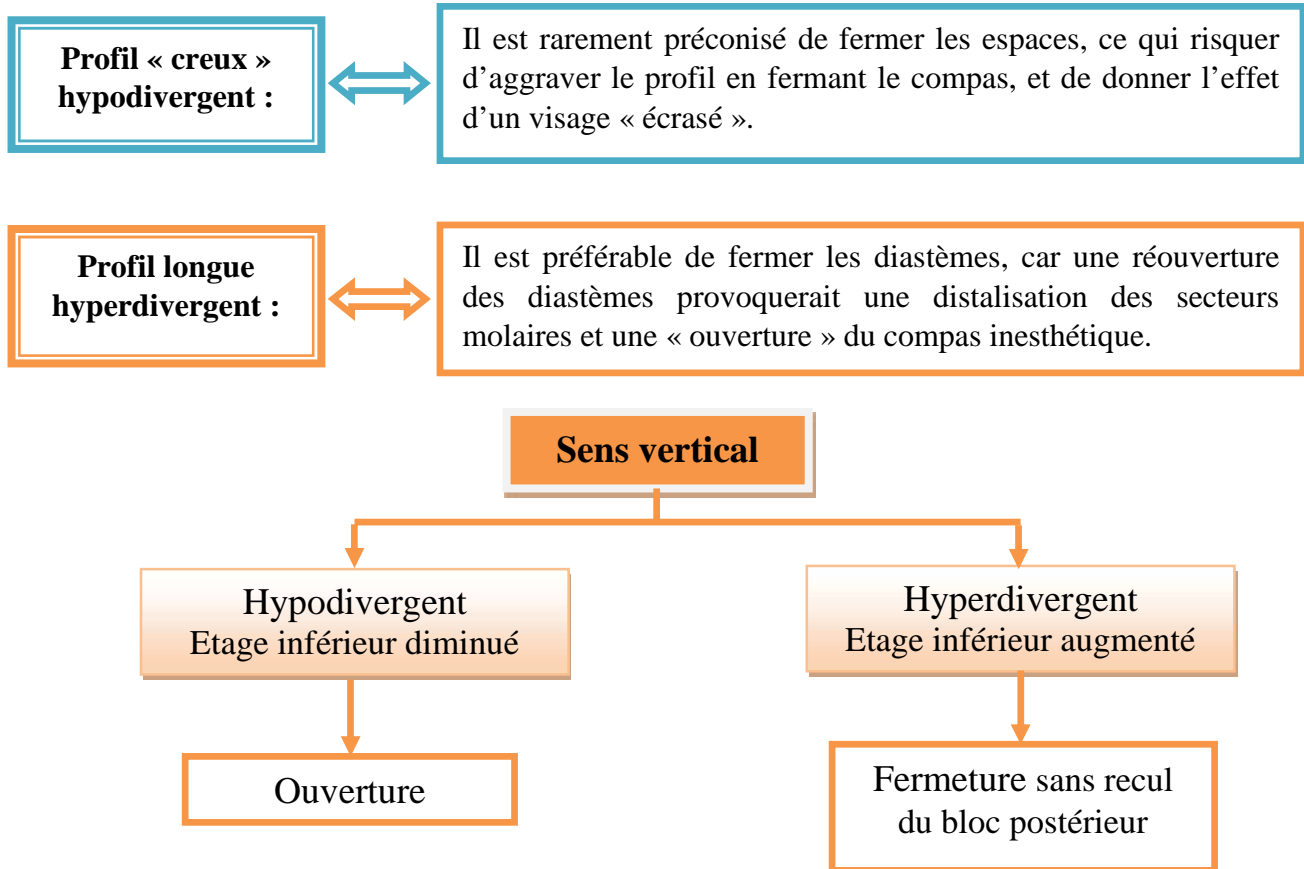 Profil « creux »
hypodivergent :
Il est rarement préconisé de fermer les espaces, ce qui risquer
d’aggraver le profil en fermant le compas, et de donner l’effet
d’un visage « écrasé ».
Profil longue
hyperdivergent :
Il est préférable de fermer les diastèmes, car une réouverture
des diastèmes provoquerait une distalisation des secteurs
molaires et une « ouverture » du compas inesthétique.
Sens vertical
Hypodivergent
Etage inférieur diminué
Hyperdivergent
Etage inférieur augmenté
Ouverture
Fermeture sans recul
du bloc postérieur